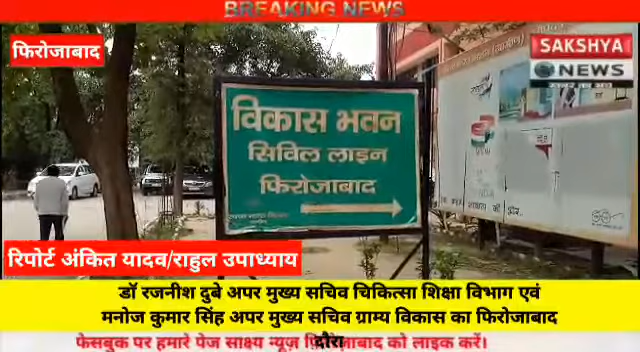 BREAKING NEWS
फिरोजाबाद
SAKSHYA
NEWS
विकास भवन
सिविल लाइन
फिरोजाबाद
रिपोर्ट अंकित यादव/राहुल उपाध्याय
डॉ रजनीश दुबे अपर मुख्य सचिव चिकित्सा शिक्षा विभाग एवं
मनोज कुमार सिंह अपर मुख्य सचिव ग्राम्य विकास का फिरोजाबाद
दौरा
फेसबुक पर हमारे पेज साक्ष्य न्यूज़ फिरोजाबाद को लाइक करें।